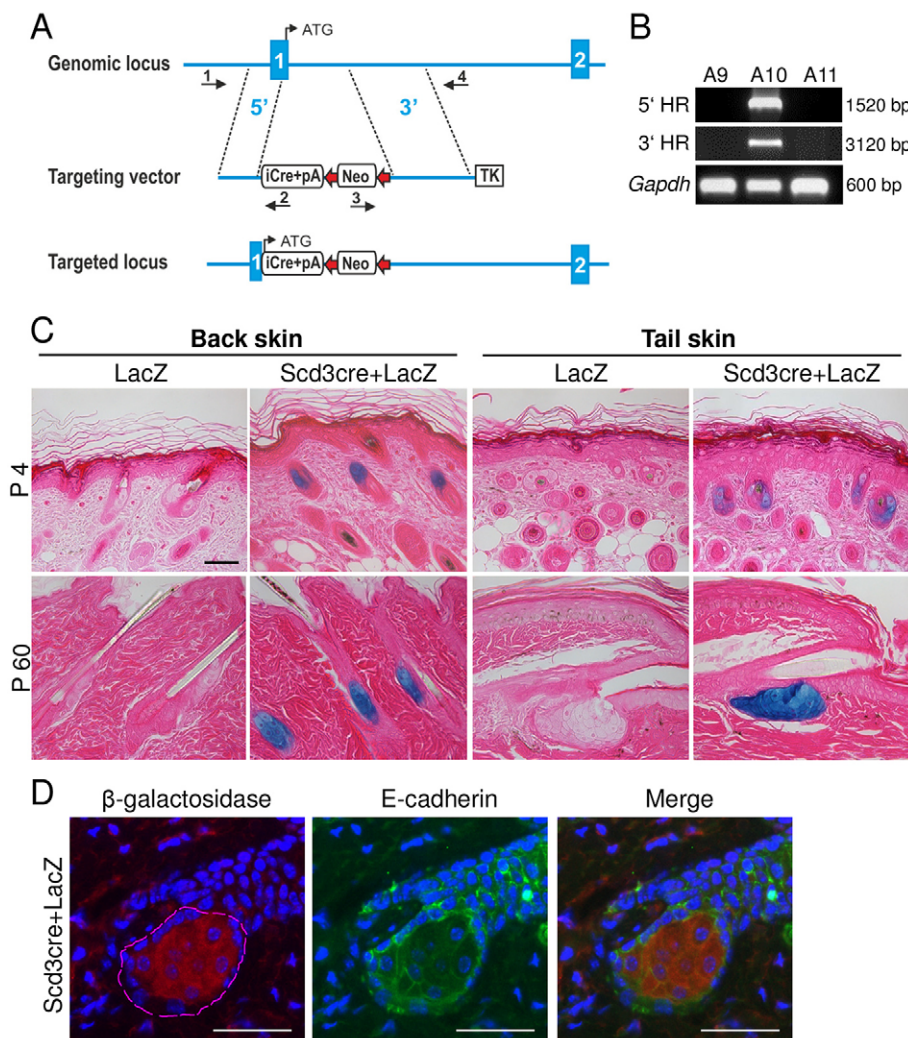 A
ATG
Genomic locus
1
2
1
4
5’
3’
Targeting vector
iCre+pA
Neo
TK
2
3
ATG
Targeted locus
1
iCre+pA
Neo
2
B
A9 A10 A11
5‘ HR 1520 bp
3‘ HR 3120 bp
Gapdh 600 bp
C
Back skin Tail skin
LacZ Scd3cre+LacZ LacZ Scd3cre+LacZ
P 4
P 60
D
β-galactosidase E-cadherin Merge
Scd3cre+LacZ